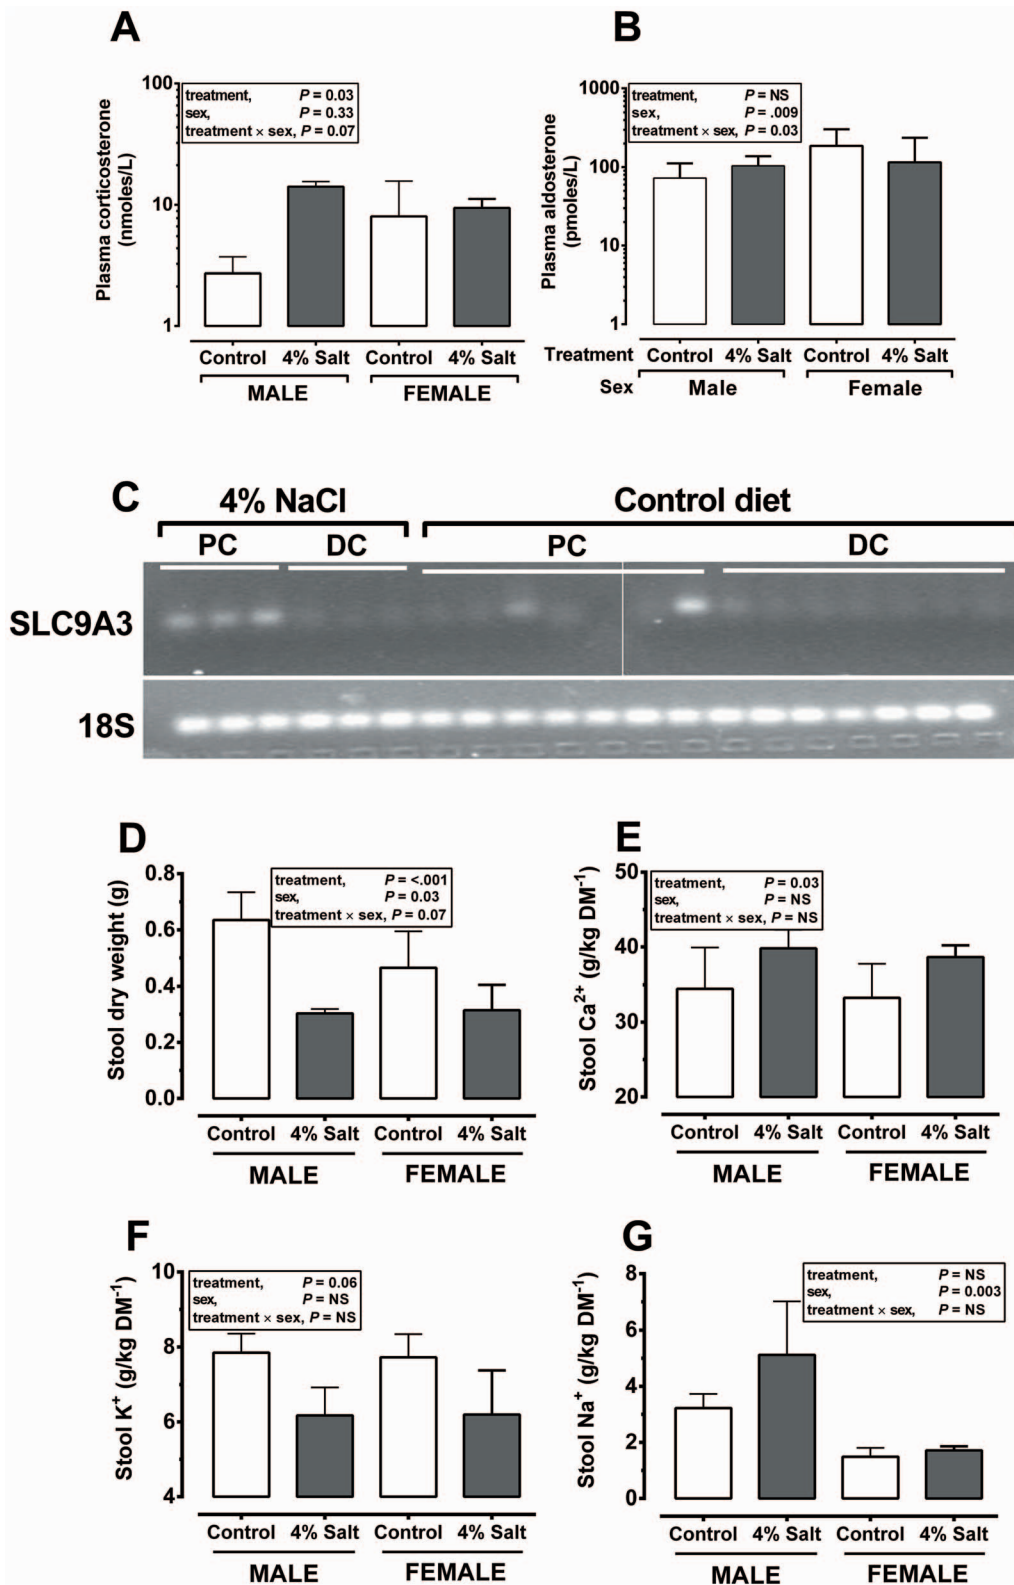 A
Plasma corticosterone
(nmoles/L)
100
10
1
treatment, P = 0.03
sex, P = 0.33
treatment × sex, P = 0.07
Control 4% Salt Control 4% Salt
MALE FEMALE
B
Plasma aldosterone
(pmoles/L)
1000
100
10
1
treatment, P = NS
sex, P = .009
treatment × sex, P = 0.03
Treatment Control 4% Salt Control 4% Salt
Sex Male Female
C
4% NaCl Control diet
PC DC PC DC
SLC9A3
18S
D
Stool dry weight (g)
0.8
0.6
0.4
0.2
0.0
treatment, P = <.001
sex, P = 0.03
treatment × sex, P = 0.07
Control 4% Salt Control 4% Salt
MALE FEMALE
E
Stool Ca²⁺ (g/kg DM⁻¹)
50
40
30
20
treatment, P = 0.03
sex, P = NS
treatment × sex, P = NS
Control 4% Salt Control 4% Salt
MALE FEMALE
F
Stool K⁺ (g/kg DM⁻¹)
10
8
6
4
treatment, P = 0.06
sex, P = NS
treatment × sex, P = NS
Control 4% Salt Control 4% Salt
MALE FEMALE
G
Stool Na⁺ (g/kg DM⁻¹)
8
6
4
2
0
treatment, P = NS
sex, P = 0.003
treatment × sex, P = NS
Control 4% Salt Control 4% Salt
MALE FEMALE